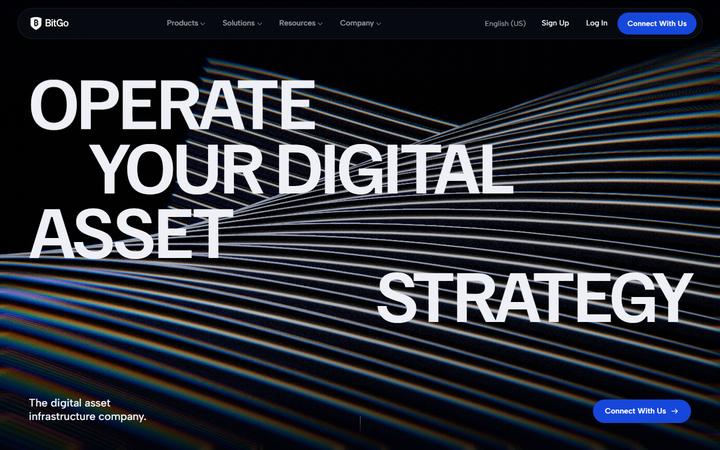 BitGo
Products
Solutions
Resources
Company
English (US)
Sign Up
Log In
Connect With Us
OPERATE
YOUR DIGITAL
ASSET
STRATEGY
The digital asset
infrastructure company.
Connect With Us